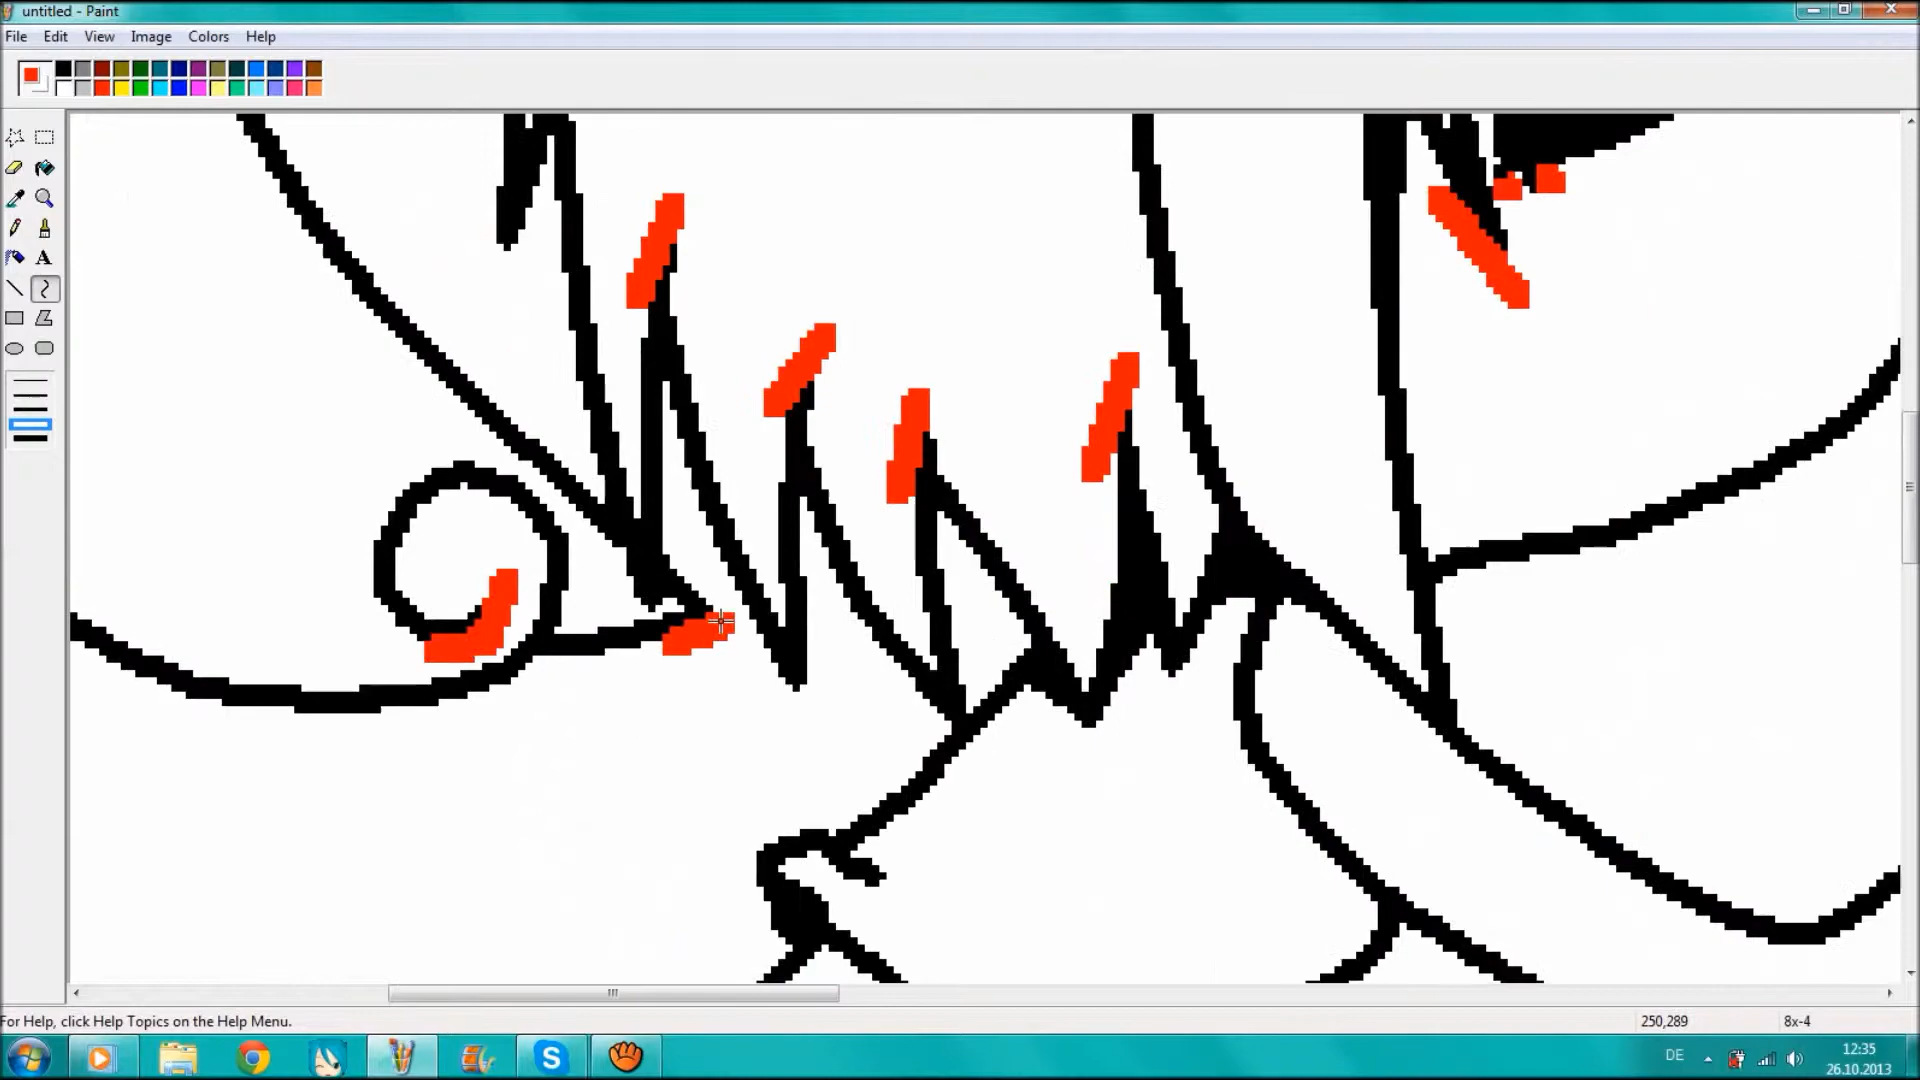 untitled - Paint
File Edit View Image Colors Help
A
For Help, click Help Topics on the Help Menu.
250,289
8x-4
DE
12:35
26.10.2013